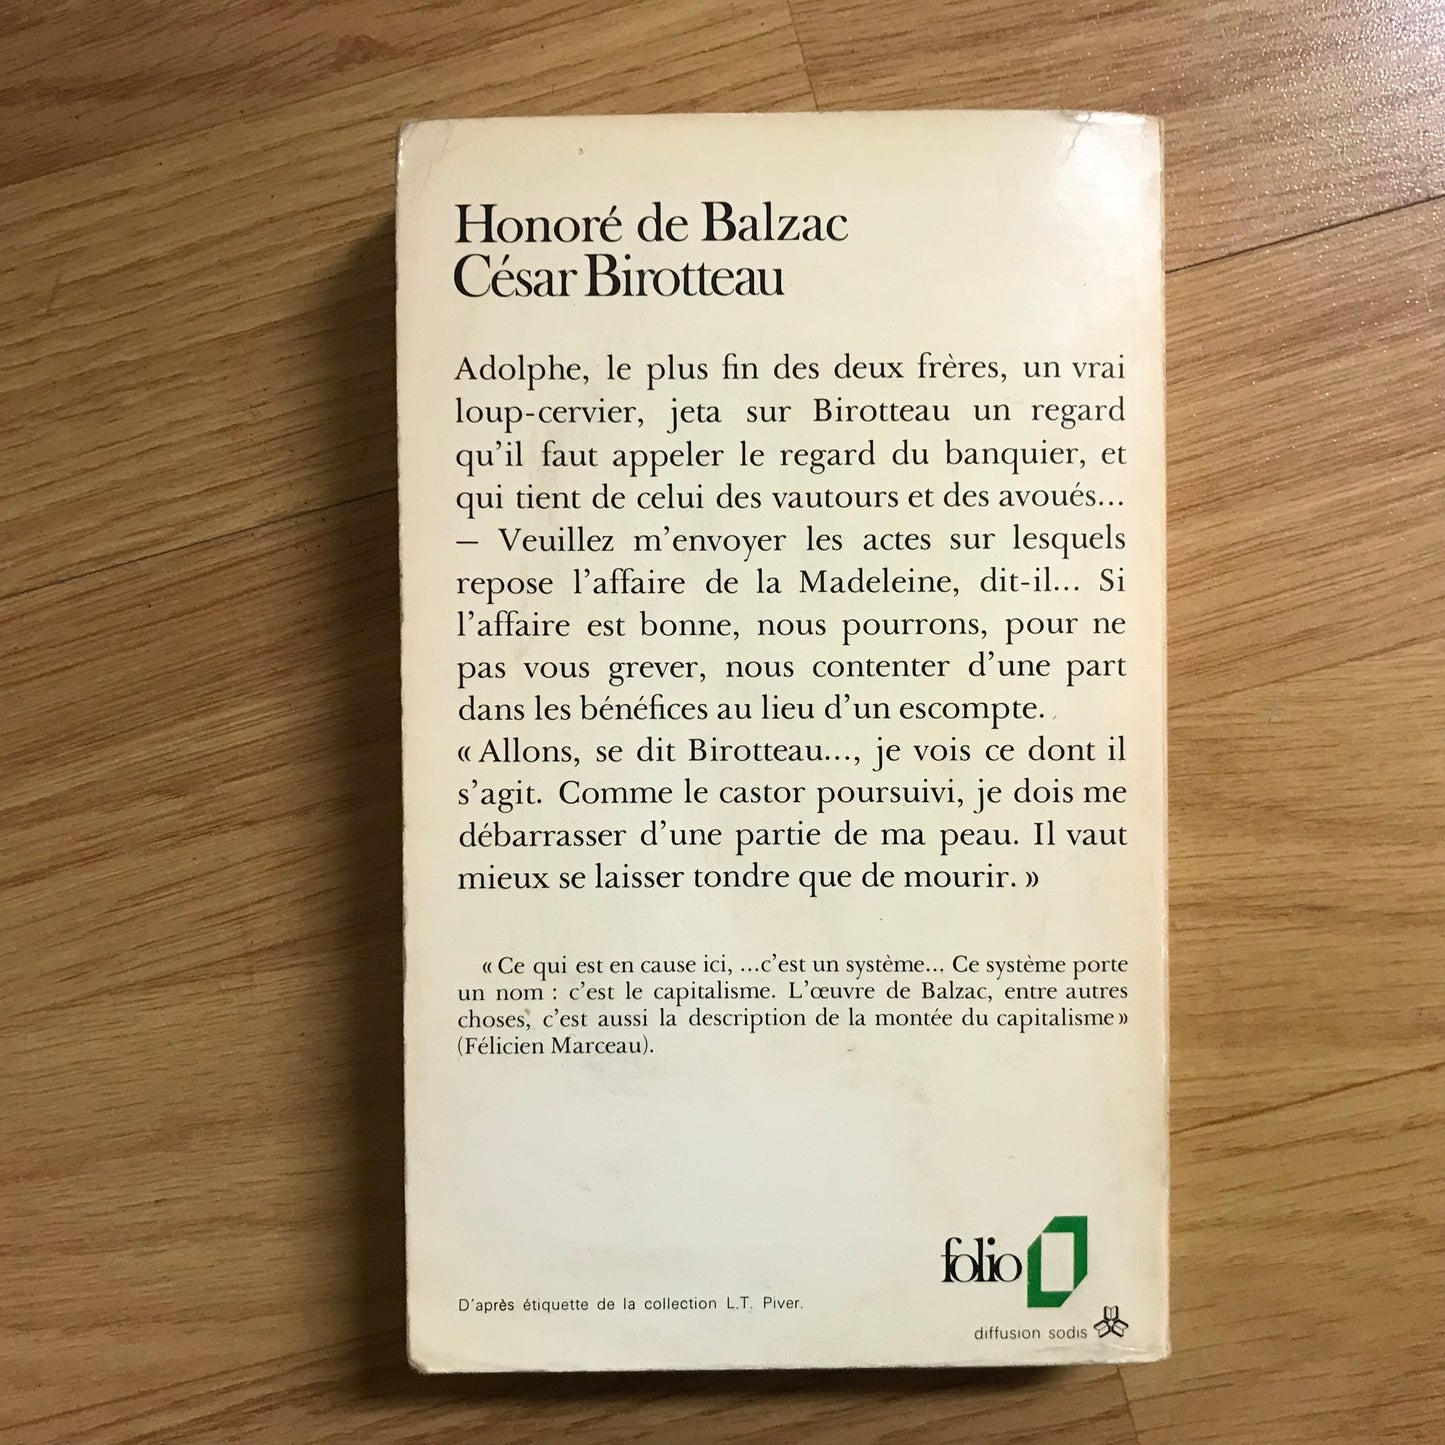 Honoré de Balzac
César Birotteau
Adolphe, le plus fin des deux frères, un vrai
loup-cervier, jeta sur Birotteau un regard
qu'il faut appeler le regard du banquier, et
qui tient de celui des vautours et des avoués...
— Veuillez m'envoyer les actes sur lesquels
repose l'affaire de la Madeleine, dit-il... Si
l'affaire est bonne, nous pourrons, pour ne
pas vous grever, nous contenter d'une part
dans les bénéfices au lieu d'un escompte.
« Allons, se dit Birotteau..., je vois ce dont il
s'agit. Comme le castor poursuivi, je dois me
débarrasser d'une partie de ma peau. Il vaut
mieux se laisser tondre que de mourir. »
« Ce qui est en cause ici, ...c'est un système... Ce système porte
un nom : c'est le capitalisme. L'œuvre de Balzac, entre autres
choses, c'est aussi la description de la montée du capitalisme »
(Félicien Marceau).
folio
D'après étiquette de la collection L.T. Piver.
diffusion sodis